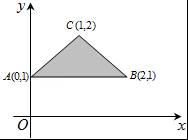 y
C(1,2)
A(0,1)
B(2,1)
O
x